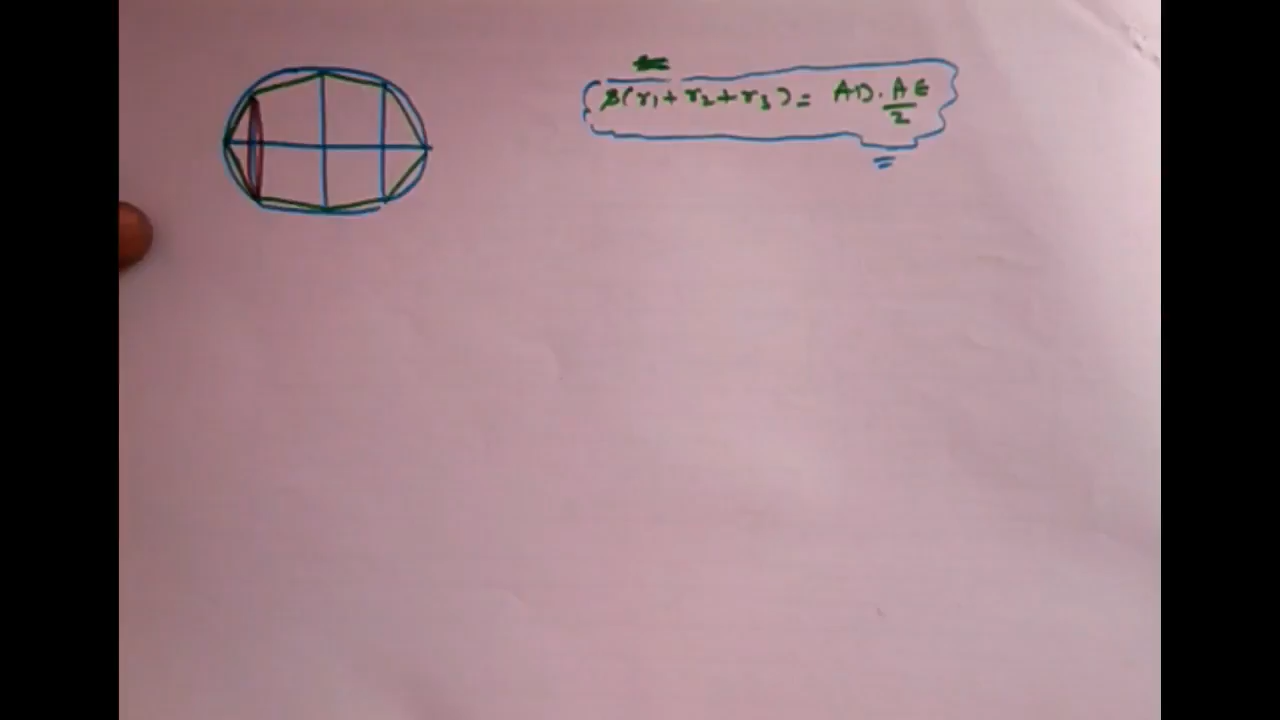 s(r₁+r₂+r₃) = AD. AE/2